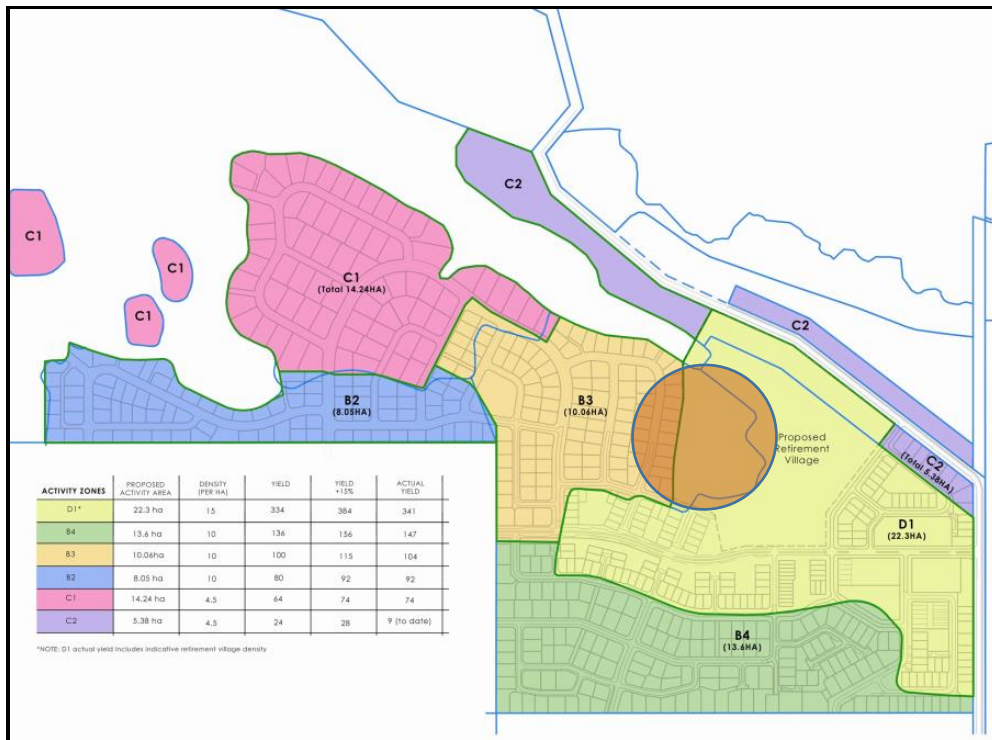 C2
C1
C1
(Total 14.24HA)
C1
C1
C2
B2
(8.05HA)
B3
(10.06HA)
Proposed
Retirement
Village
C2
(Total 5.38HA)
D1
(22.3HA)
B4
(13.6HA)
ACTIVITY ZONES PROPOSED ACTIVITY AREA DENSITY (PER HA) YIELD YIELD +15% ACTUAL YIELD
D1* 22.3 ha 15 334 384 341
B4 13.6 ha 10 136 156 147
B3 10.06ha 10 100 115 104
B2 8.05 ha 10 80 92 92
C1 14.24 ha 4.5 64 74 74
C2 5.38 ha 4.5 24 28 9 (to date)
*NOTE: D1 actual yield includes indicative retirement village density